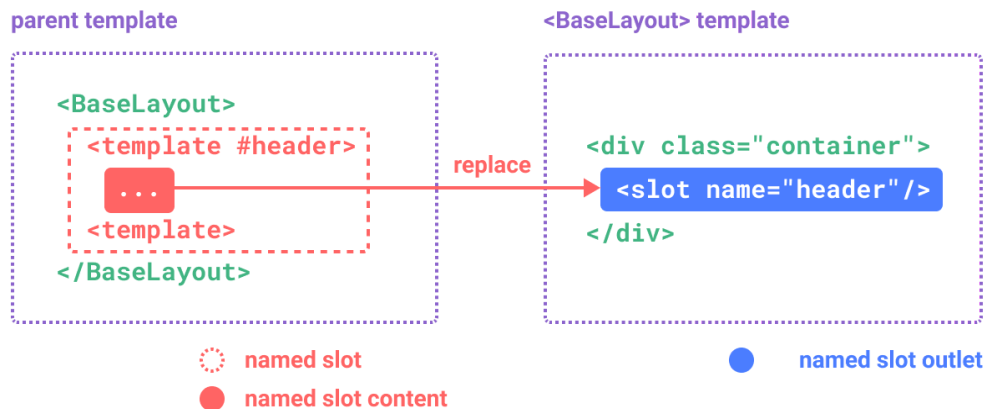 parent template
<BaseLayout>
<template #header>
...
<template>
</BaseLayout>
replace
<BaseLayout> template
<div class="container">
<slot name="header"/>
</div>
named slot
named slot content
named slot outlet